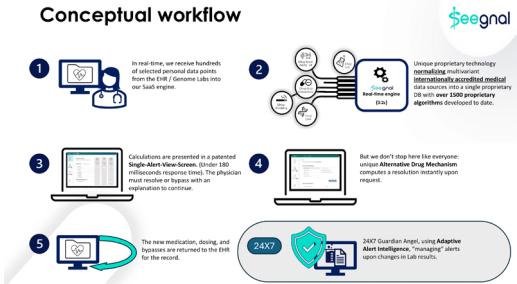 Conceptual workflow
Seegnal
1
In real-time, we receive hundreds
of selected personal data points
from the EHR / Genome Labs into
our SaaS engine.
2
Seegnal
Real-time engine
Unique proprietary technology
normalizing multivariant
internationally accredited medical
data sources into a single proprietary
DB with over 1500 proprietary
algorithms developed to date.
3
Calculations are presented in a patented
Single-Alert-View-Screen. (Under 180
milliseconds response time). The physician
must resolve or bypass with an
explanation to continue.
4
But we don't stop here like everyone:
unique Alternative Drug Mechanism
computes a resolution instantly upon
request.
5
The new medication, dosing, and
bypasses are returned to the EHR
for the record.
24X7
24X7 Guardian Angel, using Adaptive
Alert Intelligence, "managing" alerts
upon changes in Lab results.